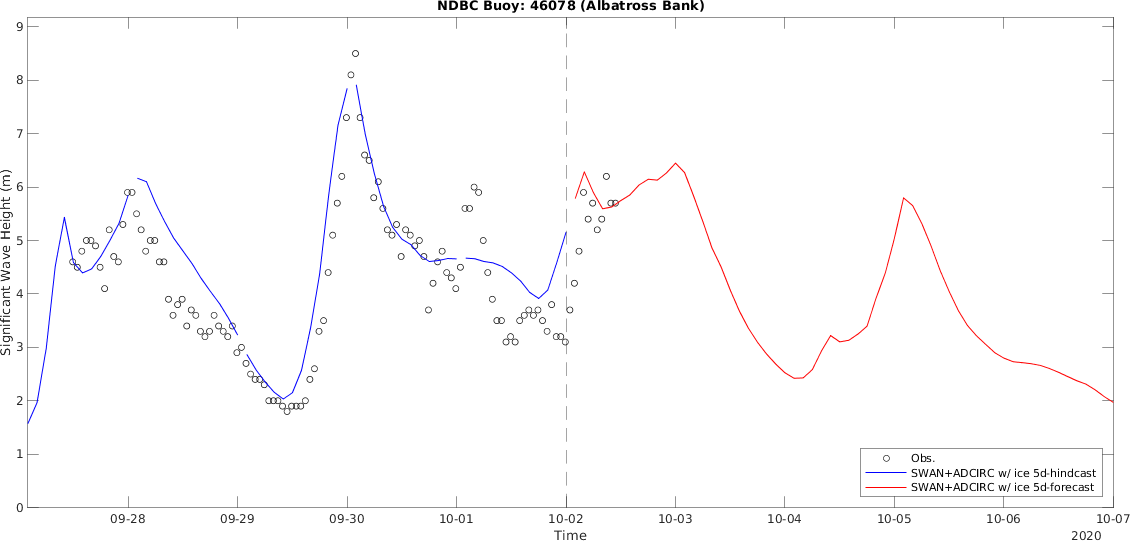 NDBC Buoy: 46078 (Albatross Bank)
9
8
7
6
5
4
3
2
1
0
Significant Wave Height (m)
Obs.
SWAN+ADCIRC w/ ice 5d-hindcast
SWAN+ADCIRC w/ ice 5d-forecast
09-28 09-29 09-30 10-01 10-02 10-03 10-04 10-05 10-06 10-07
Time
2020